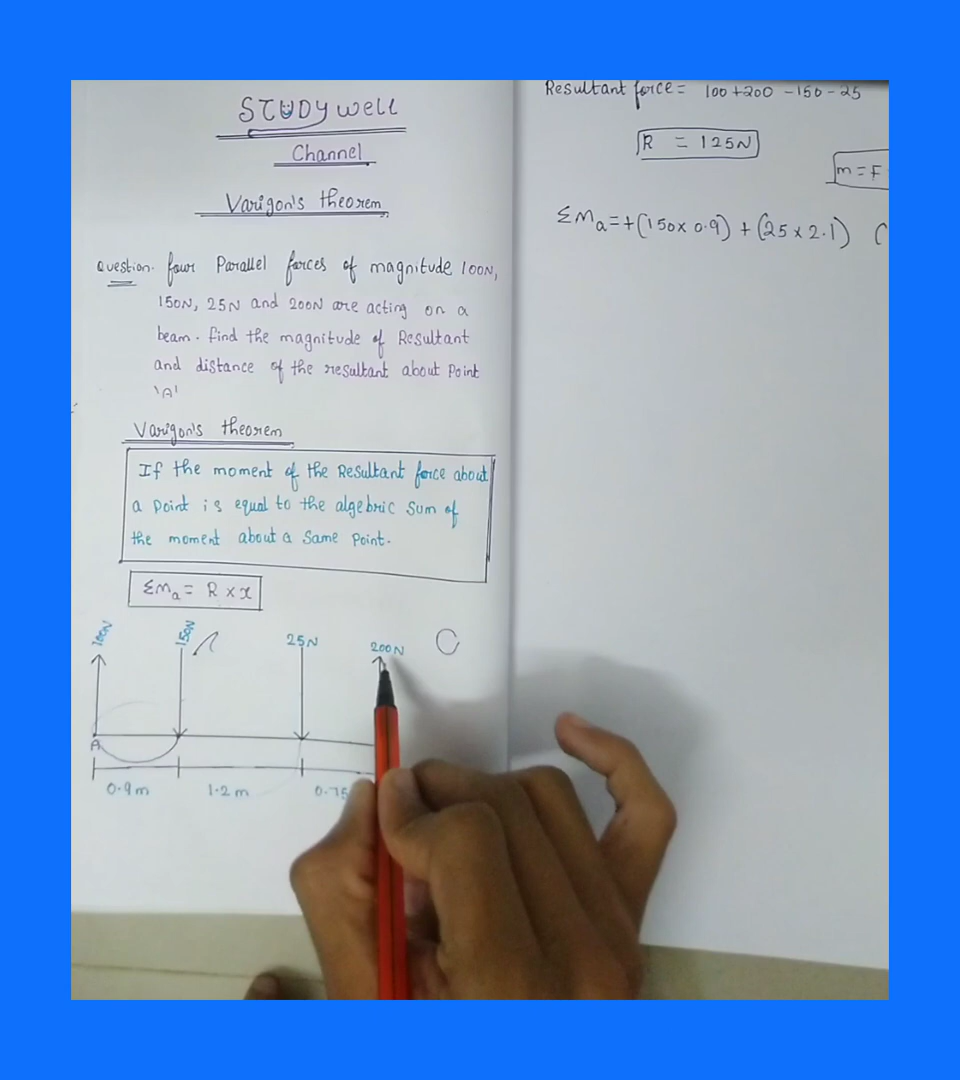 STUDY well
Channel
Varigon's theorem
Question. four Parallel forces of magnitude 100N,
150N, 25N and 200N are acting on a
beam. find the magnitude of Resultant
and distance of the resultant about Point
'A'
Varigon's theorem
If the moment of the Resultant force about
a point is equal to the algebric sum of
the moment about a same point.
Σma = R × x
100N 150N 25N 200N
A
0.9m 1.2m 0.75
Resultant force = 100 +200 -150 - 25
R = 125N
m = F
ΣMa = +(150 × 0.9) + (25 × 2.1) (